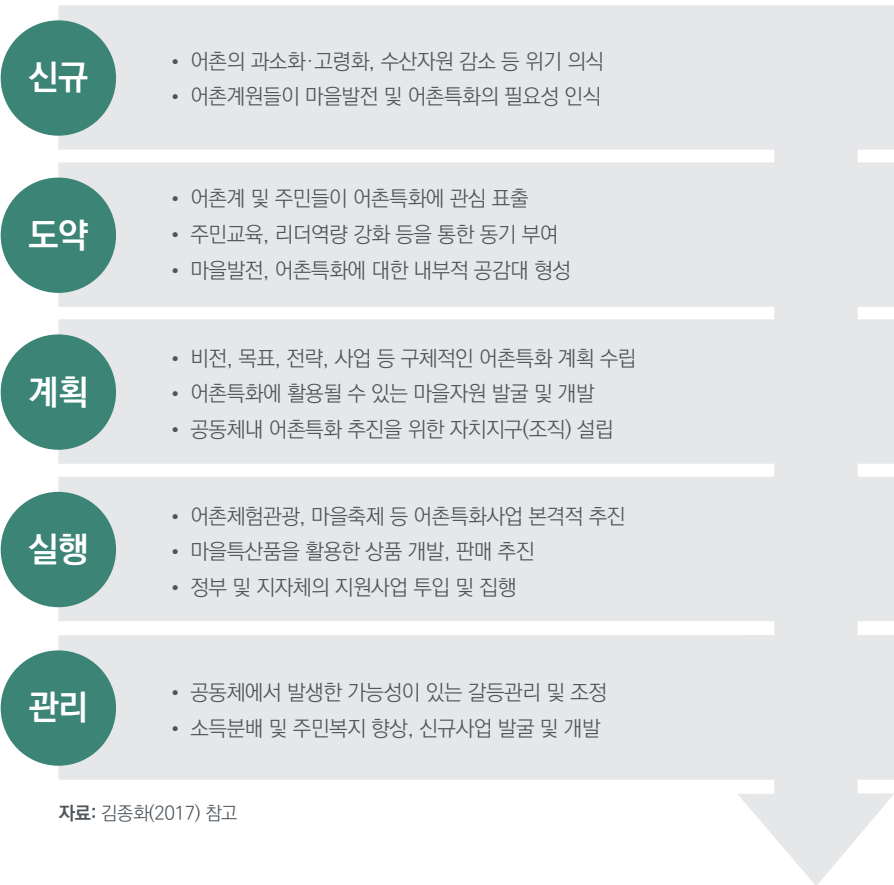 신규
• 어촌의 과소화·고령화, 수산자원 감소 등 위기 의식
• 어촌계원들이 마을발전 및 어촌특화의 필요성 인식
도약
• 어촌계 및 주민들이 어촌특화에 관심 표출
• 주민교육, 리더역량 강화 등을 통한 동기 부여
• 마을발전, 어촌특화에 대한 내부적 공감대 형성
계획
• 비전, 목표, 전략, 사업 등 구체적인 어촌특화 계획 수립
• 어촌특화에 활용될 수 있는 마을자원 발굴 및 개발
• 공동체내 어촌특화 추진을 위한 자치지구(조직) 설립
실행
• 어촌체험관광, 마을축제 등 어촌특화사업 본격적 추진
• 마을특산품을 활용한 상품 개발, 판매 추진
• 정부 및 지자체의 지원사업 투입 및 집행
관리
• 공동체에서 발생한 가능성이 있는 갈등관리 및 조정
• 소득분배 및 주민복지 향상, 신규사업 발굴 및 개발
자료: 김종화(2017) 참고